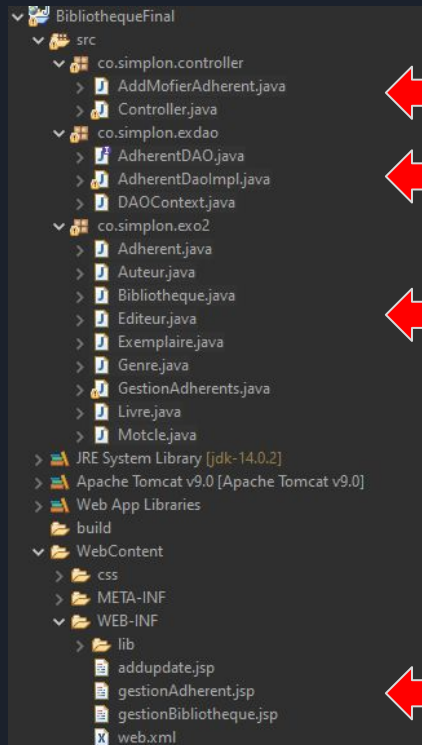 BibliothequeFinal
src
co.simplon.controller
AddMofierAdherent.java
Controller.java
co.simplon.exdao
AdherentDAO.java
AdherentDaoImpl.java
DAOContext.java
co.simplon.exo2
Adherent.java
Auteur.java
Bibliotheque.java
Editeur.java
Exemplaire.java
Genre.java
GestionAdherents.java
Livre.java
Motcle.java
JRE System Library [jdk-14.0.2]
Apache Tomcat v9.0 [Apache Tomcat v9.0]
Web App Libraries
build
WebContent
css
META-INF
WEB-INF
lib
addupdate.jsp
gestionAdherent.jsp
gestionBibliotheque.jsp
web.xml